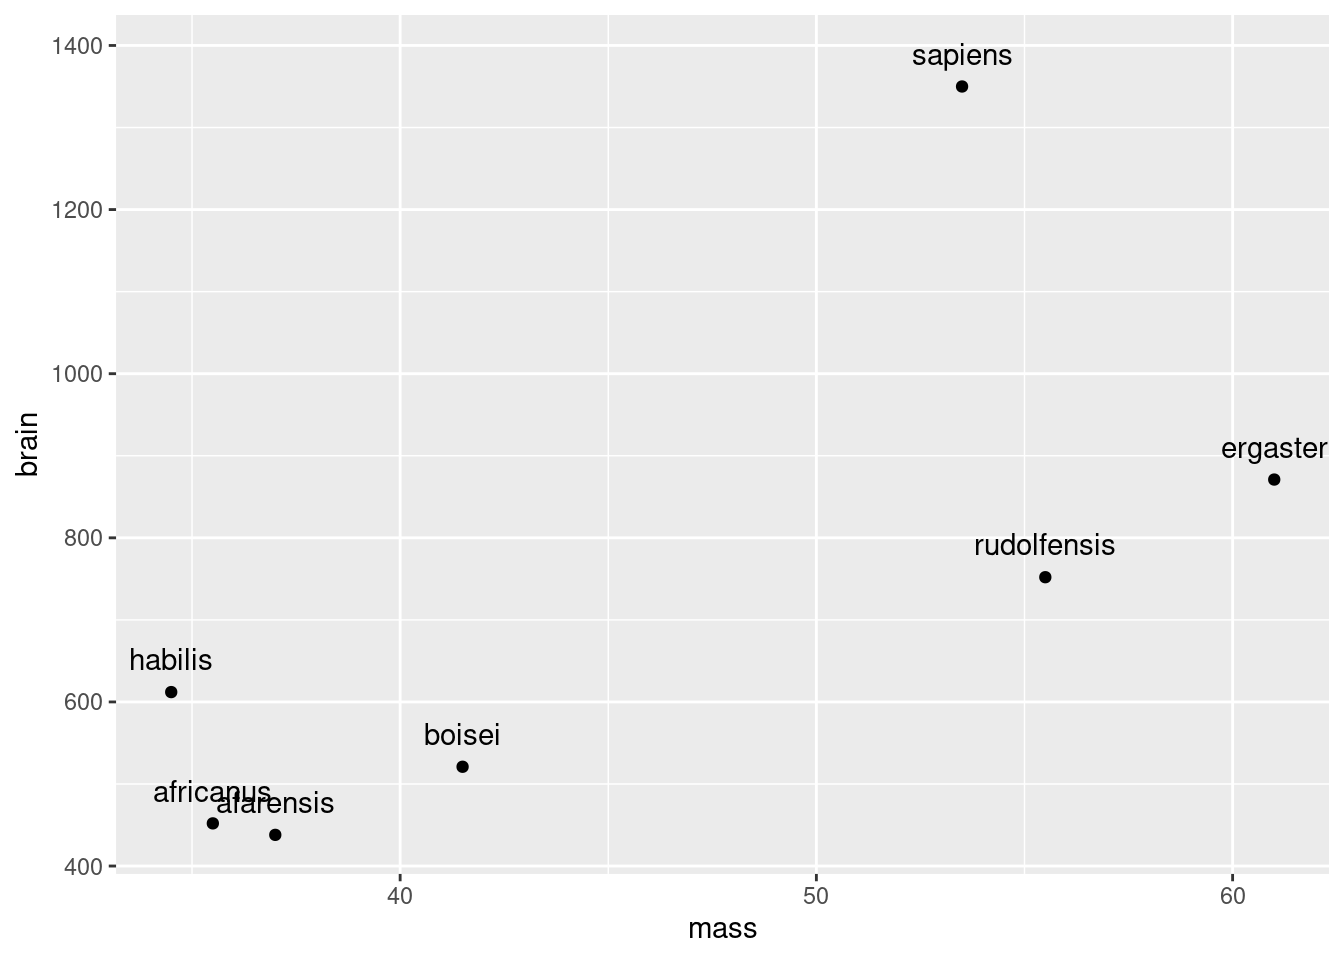 1400
sapiens
1200
1000
brain
ergaster
800
rudolfensis
habilis
600
boisei
africanus
afarensis
400
40
50
60
mass